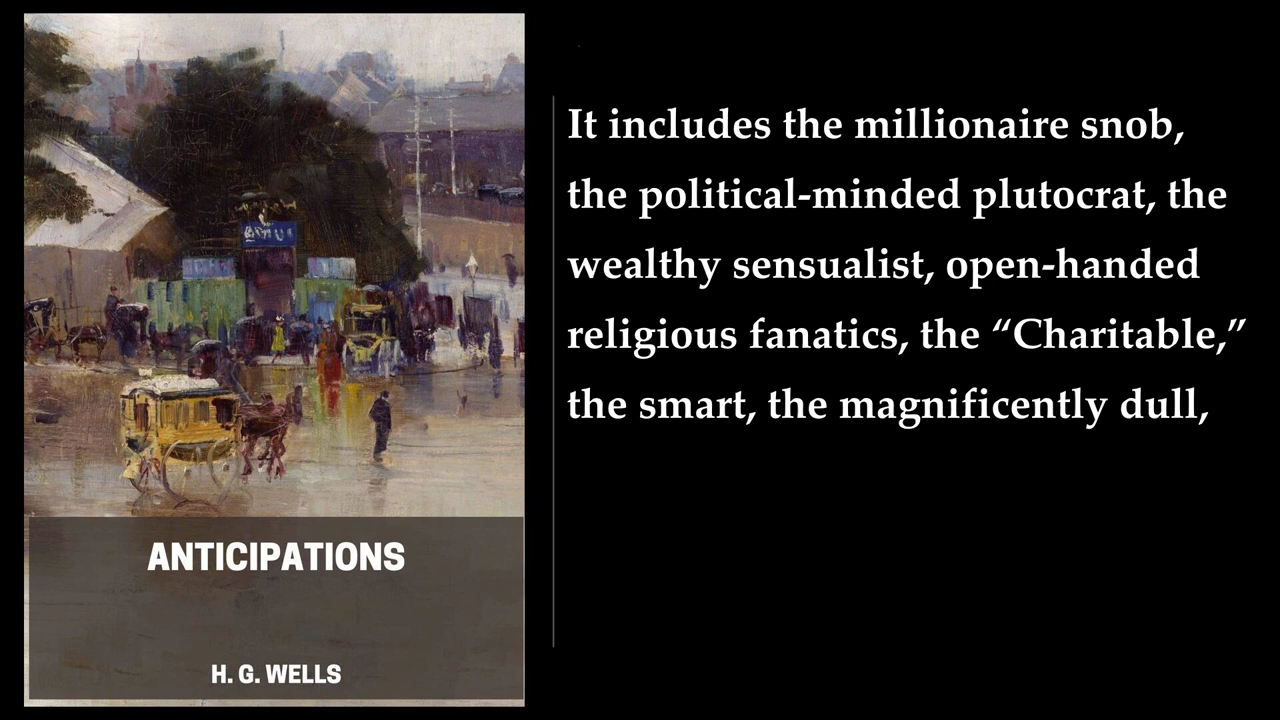 ANTICIPATIONS
H. G. WELLS
It includes the millionaire snob,
the political-minded plutocrat, the
wealthy sensualist, open-handed
religious fanatics, the “Charitable,”
the smart, the magnificently dull,